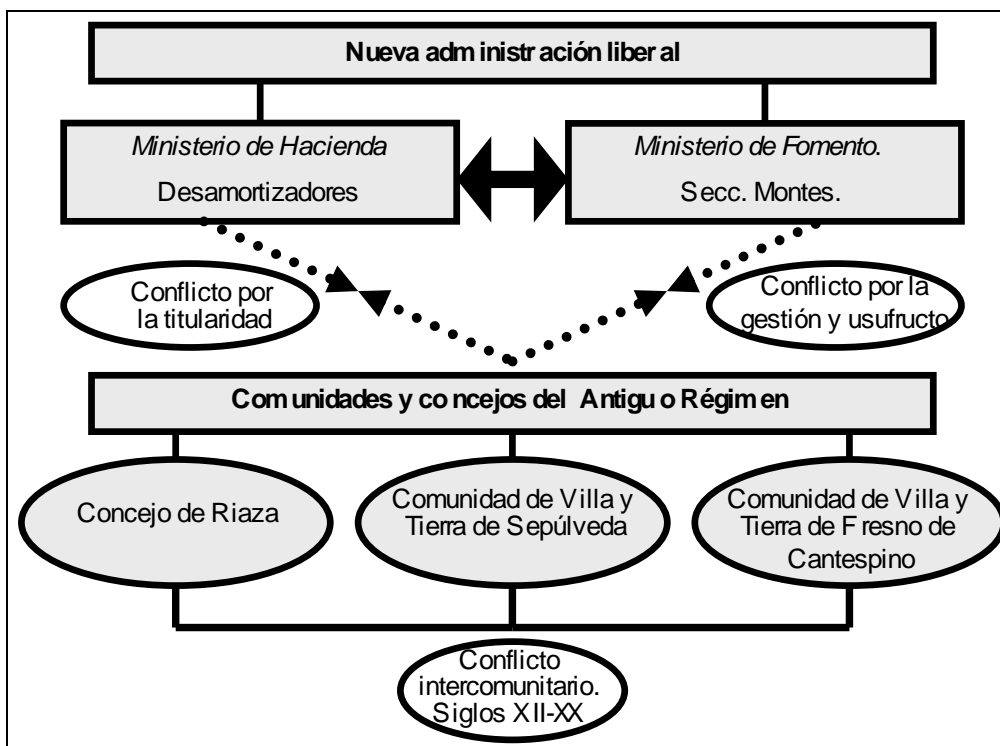 Nueva administración liberal
Ministerio de Hacienda
Desamortizadores
Ministerio de Fomento.
Secc. Montes.
Conflicto por
la titularidad
Conflicto por la
gestión y usufructo
Comunidades y concejos del Antiguo Régimen
Concejo de Riaza
Comunidad de Villa y
Tierra de Sepúlveda
Comunidad de Villa y
Tierra de Fresno de
Cantespino
Conflicto
intercomunitario.
Siglos XII-XX